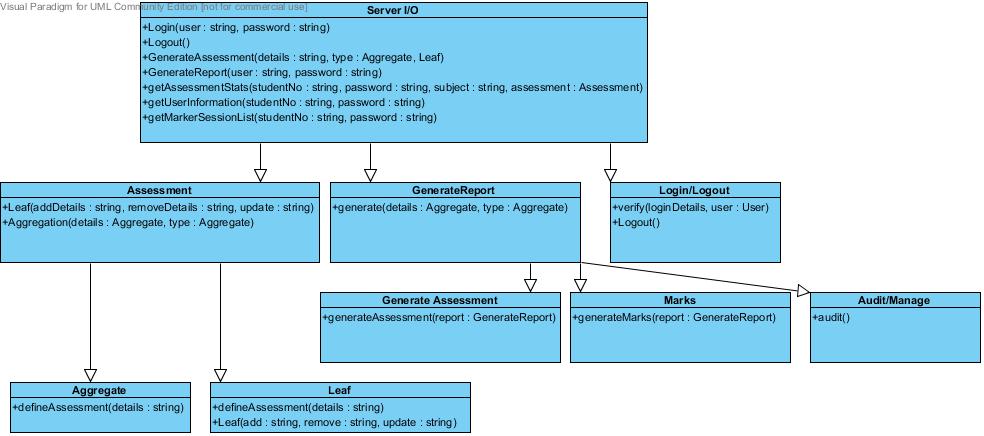 Visual Paradigm for UML Community Edition [not for commercial use]
Server I/O
+Login(user : string, password : string)
+Logout()
+GenerateAssessment(details : string, type : Aggregate, Leaf)
+GenerateReport(user : string, password : string)
+getAssessmentStats(studentNo : string, password : string, subject : string, assessment : Assessment)
+getUserInformation(studentNo : string, password : string)
+getMarkerSessionList(studentNo : string, password : string)
Assessment
+Leaf(addDetails : string, removeDetails : string, update : string)
+Aggregation(details : Aggregate, type : Aggregate)
GenerateReport
+generate(details : Aggregate, type : Aggregate)
Login/Logout
+verify(loginDetails, user : User)
+Logout()
Generate Assessment
+generateAssessment(report : GenerateReport)
Marks
+generateMarks(report : GenerateReport)
Audit/Manage
+audit()
Aggregate
+defineAssessment(details : string)
Leaf
+defineAssessment(details : string)
+Leaf(add : string, remove : string, update : string)